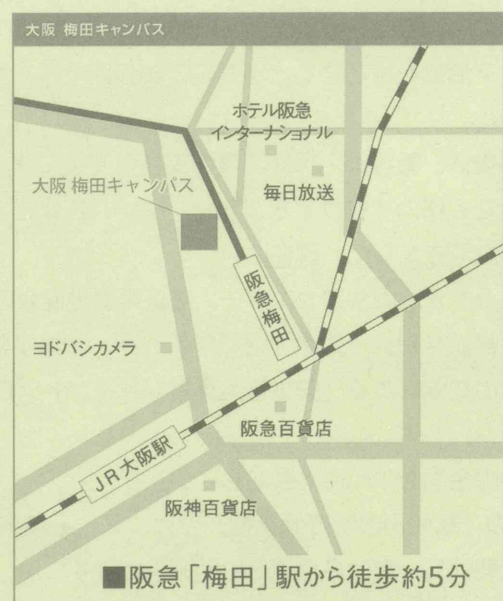 大阪 梅田キャンパス
ホテル阪急
インターナショナル
大阪 梅田キャンパス
毎日放送
阪急梅田
ヨドバシカメラ
阪急百貨店
JR大阪駅
阪神百貨店
■阪急「梅田」駅から徒歩約5分